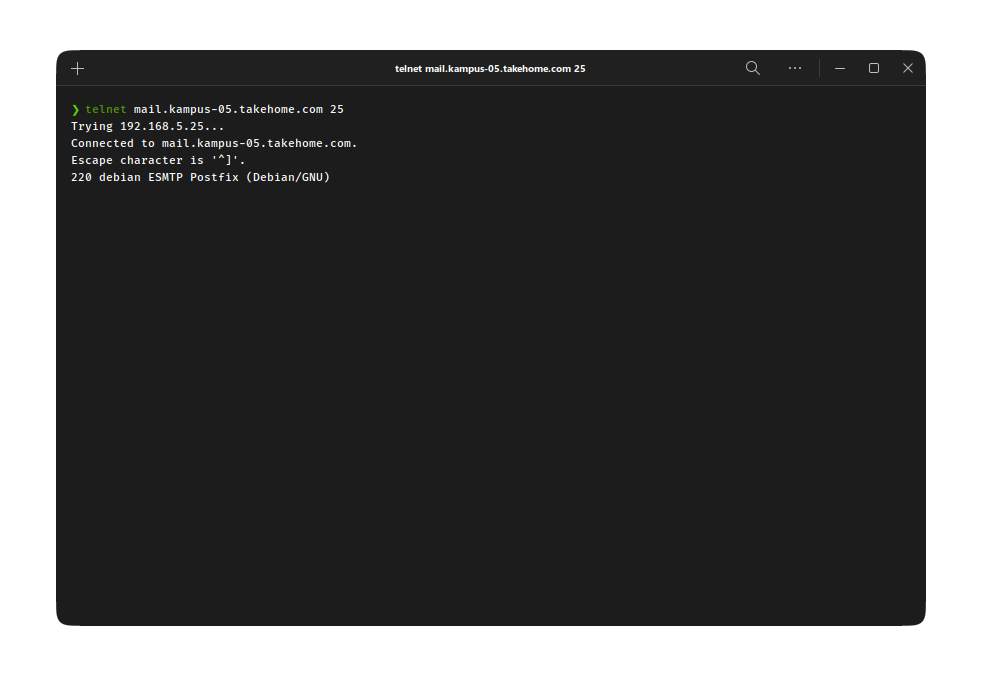 telnet mail.kampus-05.takehome.com 25
❯ telnet mail.kampus-05.takehome.com 25
Trying 192.168.5.25...
Connected to mail.kampus-05.takehome.com.
Escape character is '^]'.
220 debian ESMTP Postfix (Debian/GNU)